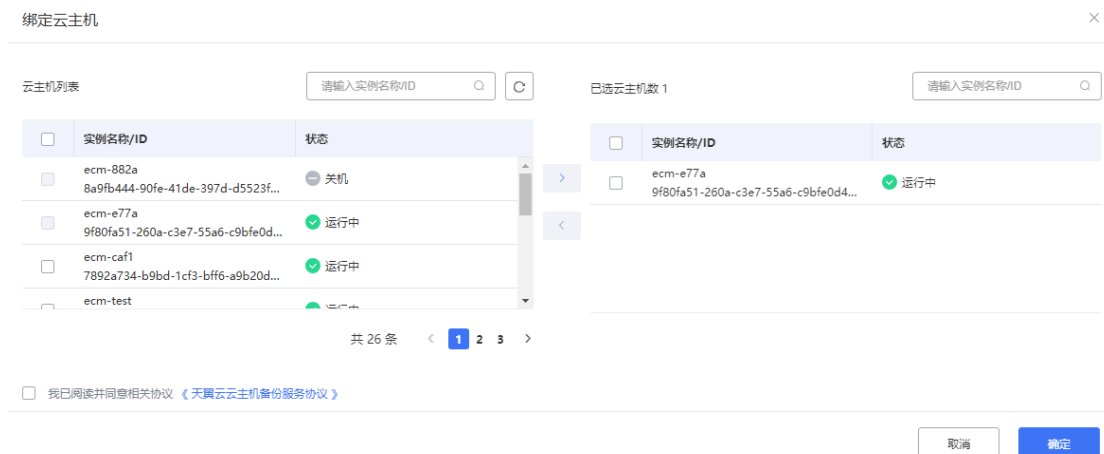 绑定云主机
云主机列表
请输入实例名称/ID
已选云主机数 1
请输入实例名称/ID
实例名称/ID 状态
ecm-882a
8a9fb444-90fe-41de-397d-d5523f... 关机
ecm-e77a
9f80fa51-260a-c3e7-55a6-c9bfe0d... 运行中
ecm-caf1
7892a734-b9bd-1cf3-bff6-a9b20d... 运行中
ecm-test
运行中
共 26 条 < 1 2 3 >
实例名称/ID 状态
ecm-e77a
9f80fa51-260a-c3e7-55a6-c9bfe0d4... 运行中
我已阅读并同意相关协议 《 天翼云云主机备份服务协议 》
取消 确定